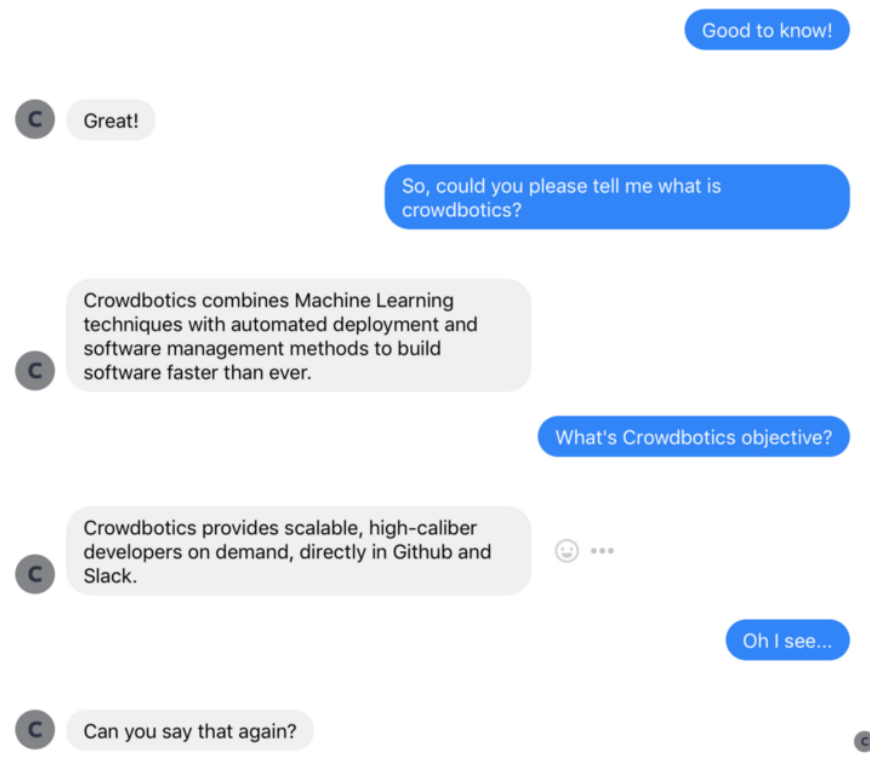 Good to know!
C
Great!
So, could you please tell me what is
crowdbotics?
Crowdbotics combines Machine Learning
techniques with automated deployment and
software management methods to build
software faster than ever.
C
What's Crowdbotics objective?
Crowdbotics provides scalable, high-caliber
developers on demand, directly in Github and
Slack.
C
Oh I see...
C
Can you say that again?
C